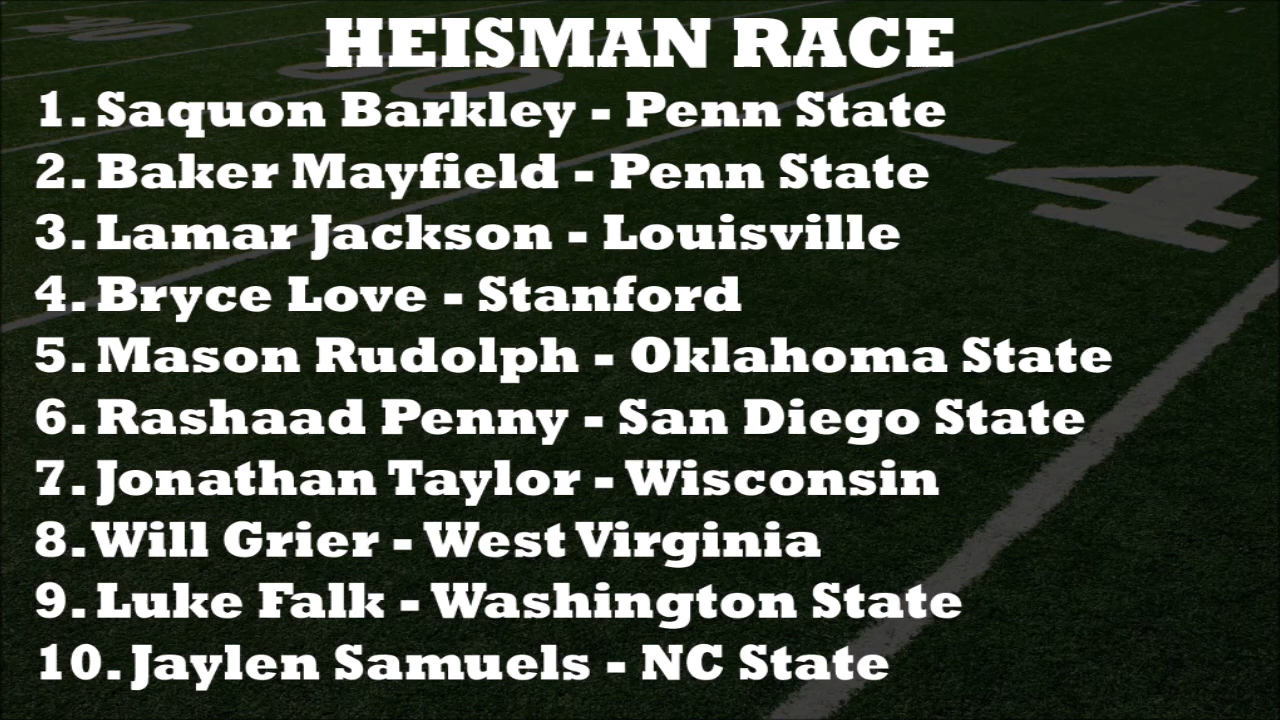 HEISMAN RACE
1. Saquon Barkley - Penn State
2. Baker Mayfield - Penn State
3. Lamar Jackson - Louisville
4. Bryce Love - Stanford
5. Mason Rudolph - Oklahoma State
6. Rashaad Penny - San Diego State
7. Jonathan Taylor - Wisconsin
8. Will Grier - West Virginia
9. Luke Falk - Washington State
10. Jaylen Samuels - NC State